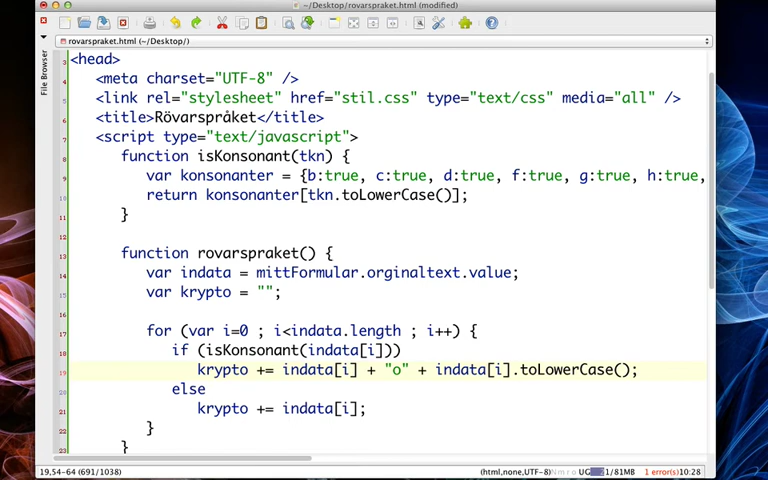 ~/Desktop/rovarspraket.html (modified)
rovarspraket.html (~/Desktop/)
File Browser
3 <head>
4 <meta charset="UTF-8" />
5 <link rel="stylesheet" href="stil.css" type="text/css" media="all" />
6 <title>Rövarspråket</title>
7 <script type="text/javascript">
8 function isKonsonant(tkn) {
9 var konsonanter = {b:true, c:true, d:true, f:true, g:true, h:true,
10 return konsonanter[tkn.toLowerCase()];
11 }
12
13 function rovarspraket() {
14 var indata = mittFormular.orginaltext.value;
15 var krypto = "";
16
17 for (var i=0 ; i<indata.length ; i++) {
18 if (isKonsonant(indata[i]))
19 krypto += indata[i] + "o" + indata[i].toLowerCase();
20 else
21 krypto += indata[i];
22 }
23 }
19,54-64 (691/1038)
(html,none,UTF-8) N m r o UG 1/81MB 1 error(s) 10:28